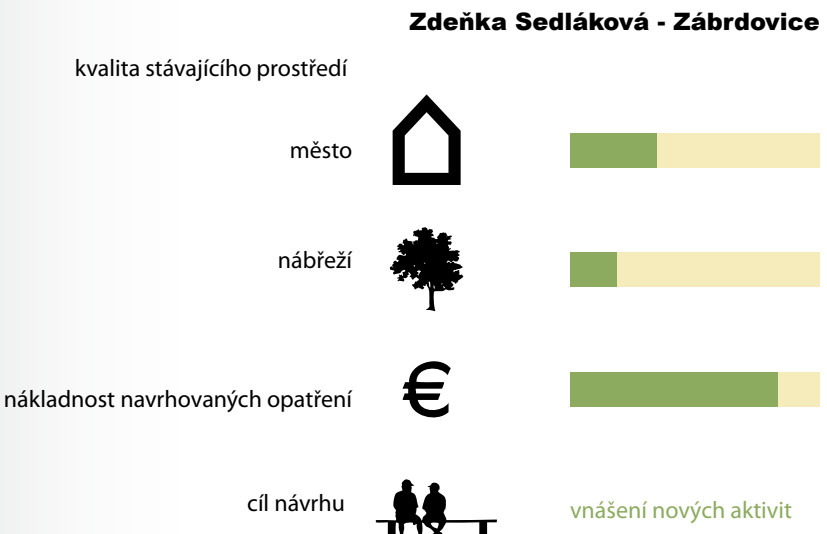 Zdeňka Sedláková - Zábrdovice
kvalita stávajícího prostředí
město
nábřeží
nákladnost navrhovaných opatření
€
cíl návrhu
vnášení nových aktivit